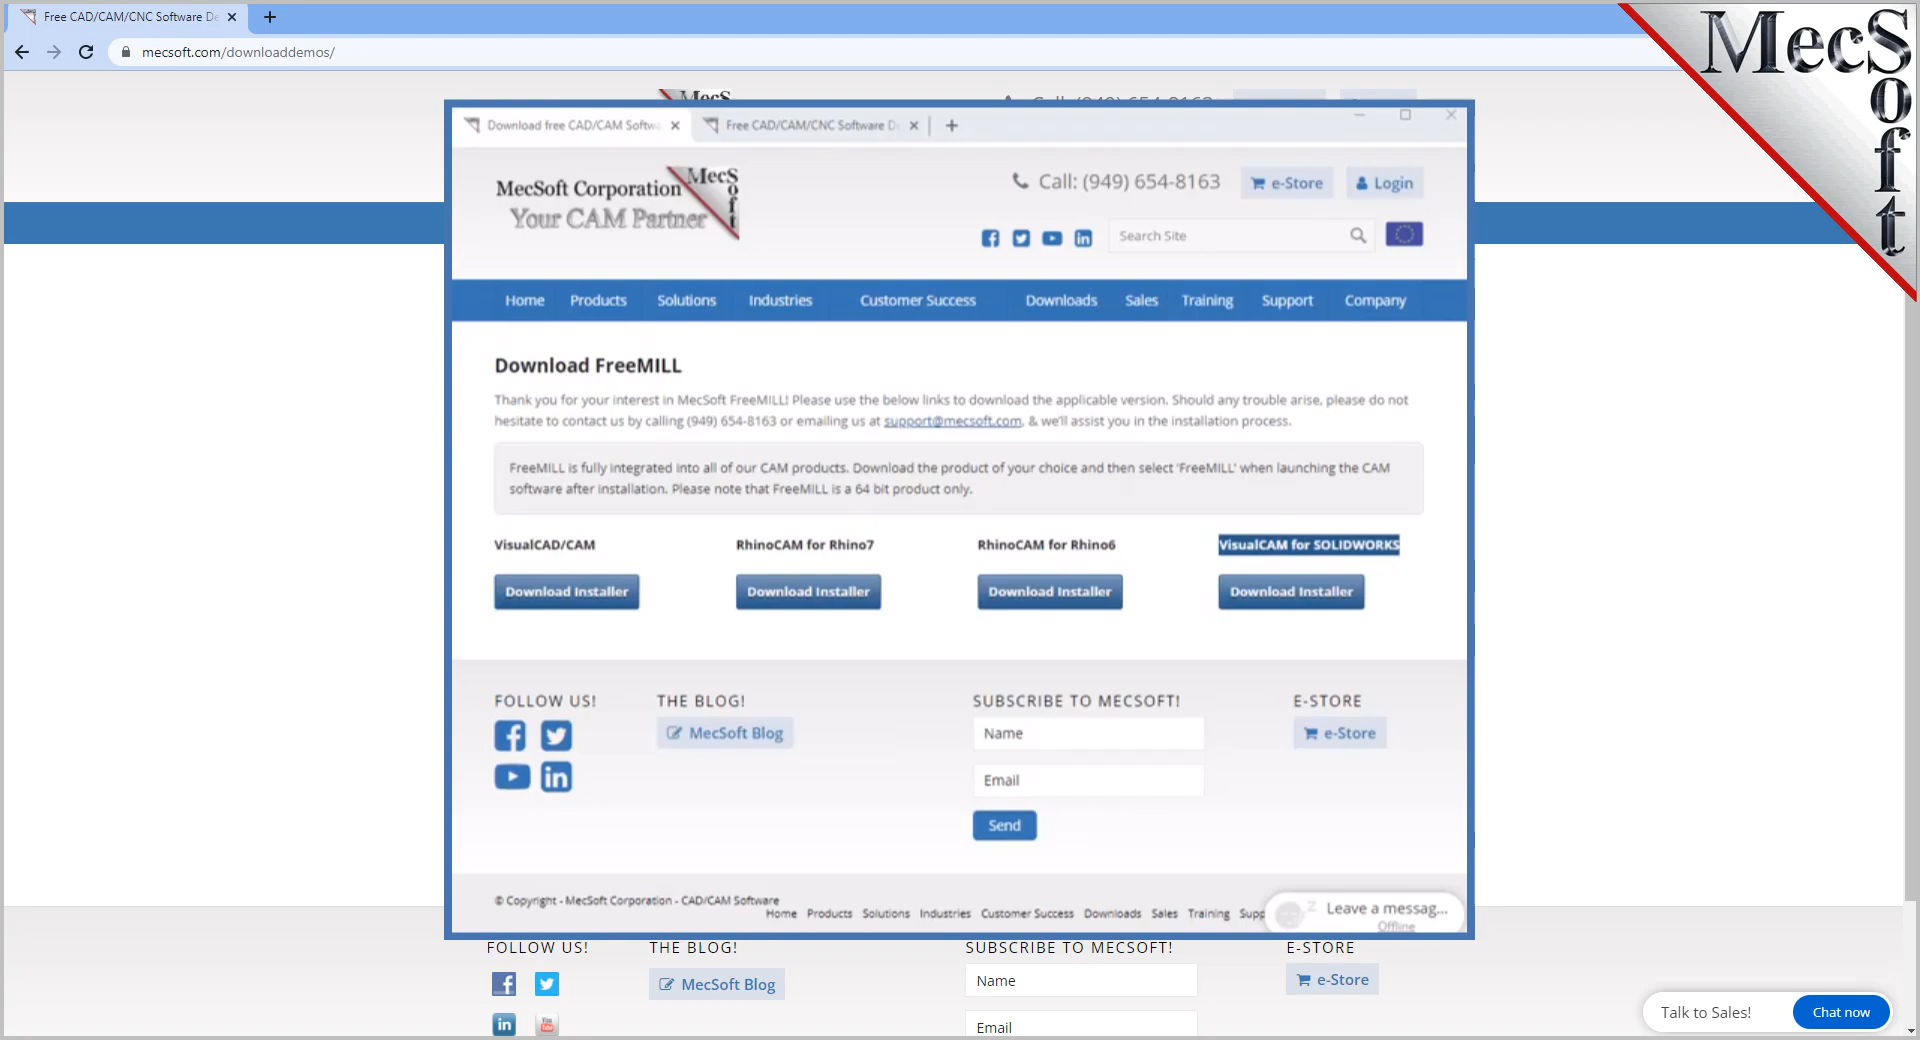 Free CAD/CAM/CNC Software De
mecsoft.com/downloaddemos/
MecSoft
Download free CAD/CAM Softwa
Free CAD/CAM/CNC Software D
MecSoft Corporation
Your CAM Partner
MecSoft
Call: (949) 654-8163
e-Store
Login
Search Site
Home Products Solutions Industries Customer Success Downloads Sales Training Support Company
Download FreeMILL
Thank you for your interest in MecSoft FreeMILL! Please use the below links to download the applicable version. Should any trouble arise, please do not
hesitate to contact us by calling (949) 654-8163 or emailing us at support@mecsoft.com, & we'll assist you in the installation process.
FreeMILL is fully integrated into all of our CAM products. Download the product of your choice and then select 'FreeMILL' when launching the CAM
software after installation. Please note that FreeMILL is a 64 bit product only.
VisualCAD/CAM RhinoCAM for Rhino7 RhinoCAM for Rhino6 VisualCAM for SOLIDWORKS
Download Installer Download Installer Download Installer Download Installer
FOLLOW US! THE BLOG! SUBSCRIBE TO MECSOFT! E-STORE
MecSoft Blog Name e-Store
Email
Send
© Copyright - MecSoft Corporation - CAD/CAM Software
Home Products Solutions Industries Customer Success Downloads Sales Training Supp
Leave a messag...
Offline
FOLLOW US! THE BLOG! SUBSCRIBE TO MECSOFT! E-STORE
MecSoft Blog Name e-Store
Email
Talk to Sales! Chat now